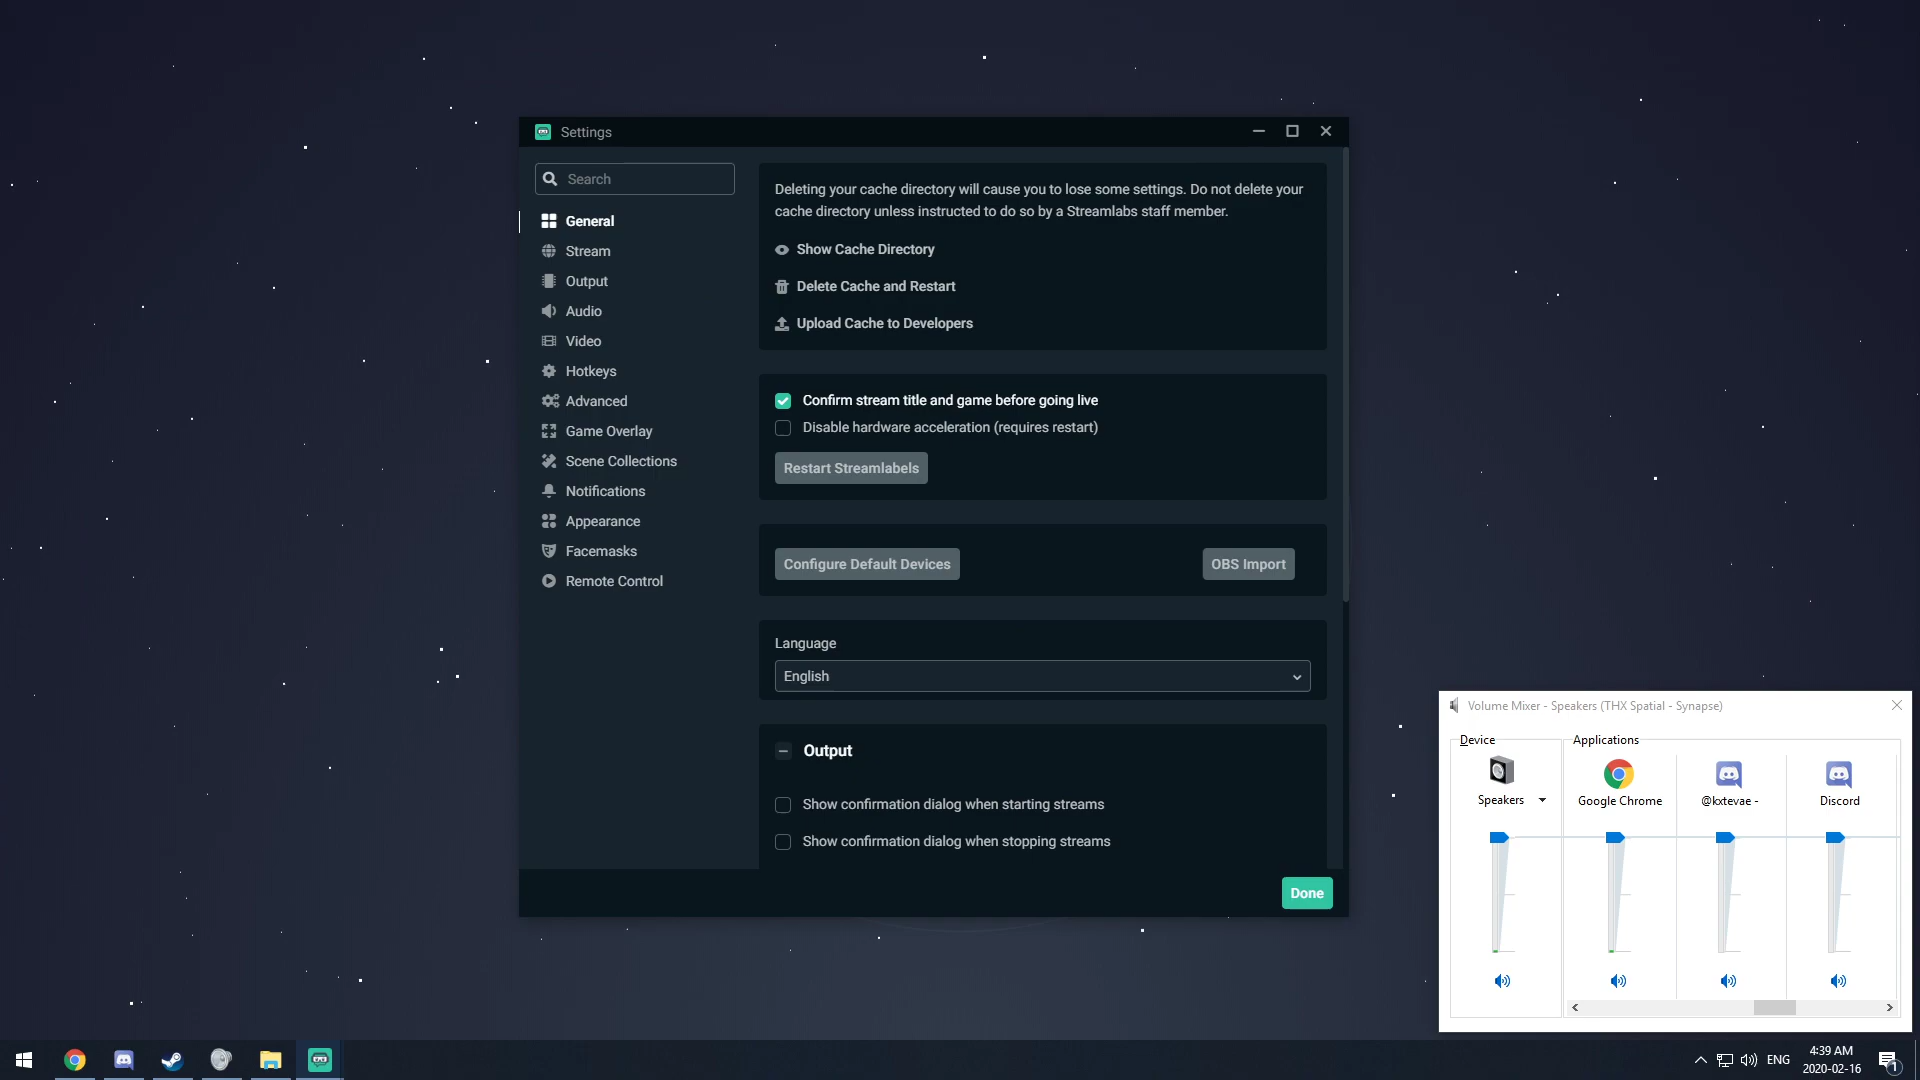 Settings
Search
General
Stream
Output
Audio
Video
Hotkeys
Advanced
Game Overlay
Scene Collections
Notifications
Appearance
Facemasks
Remote Control
Deleting your cache directory will cause you to lose some settings. Do not delete your
cache directory unless instructed to do so by a Streamlabs staff member.
Show Cache Directory
Delete Cache and Restart
Upload Cache to Developers
Confirm stream title and game before going live
Disable hardware acceleration (requires restart)
Restart Streamlabels
Configure Default Devices
OBS Import
Language
English
Output
Show confirmation dialog when starting streams
Show confirmation dialog when stopping streams
Done
Volume Mixer - Speakers (THX Spatial - Synapse)
Device
Applications
Speakers
Google Chrome
@kxtevae -
Discord
ENG
4:39 AM
2020-02-16
1